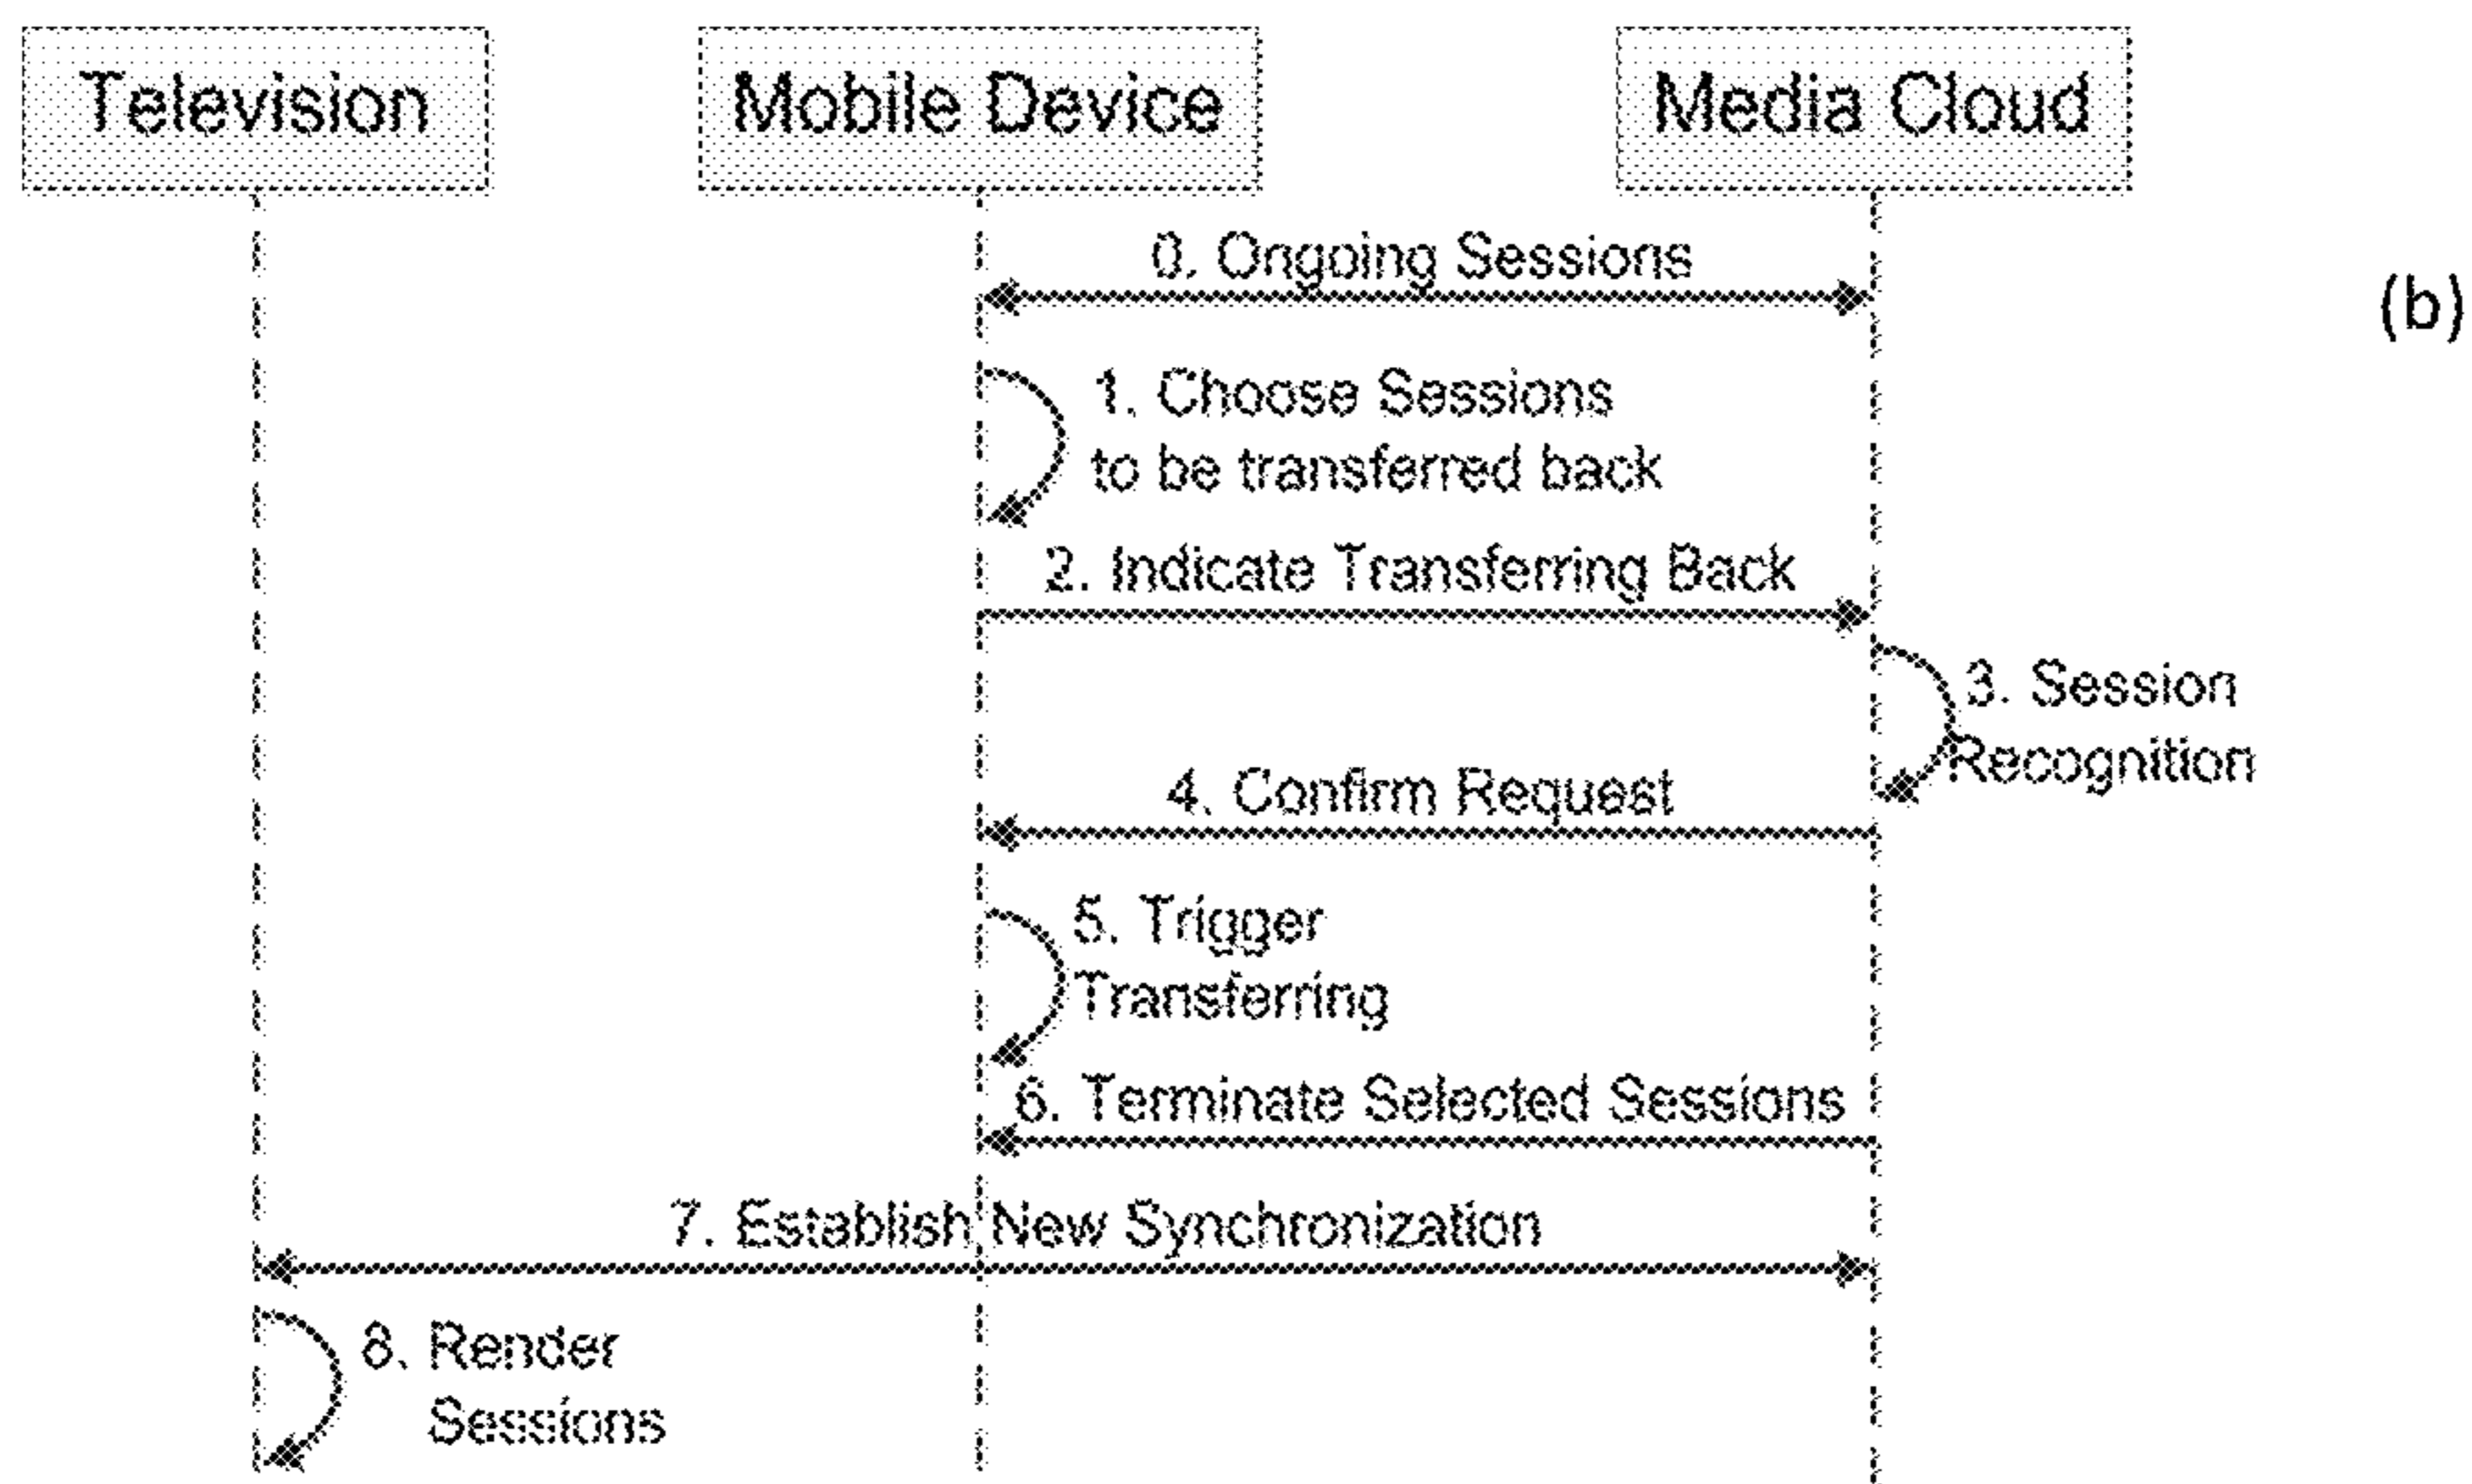 Television
Mobile Device
Media Cloud
0. Ongoing Sessions
(b)
1. Choose Sessions
to be transferred back
2. Indicate Transferring Back
3. Session
Recognition
4. Confirm Request
5. Trigger
Transferring
6. Terminate Selected Sessions
7. Establish New Synchronization
8. Render
Sessions